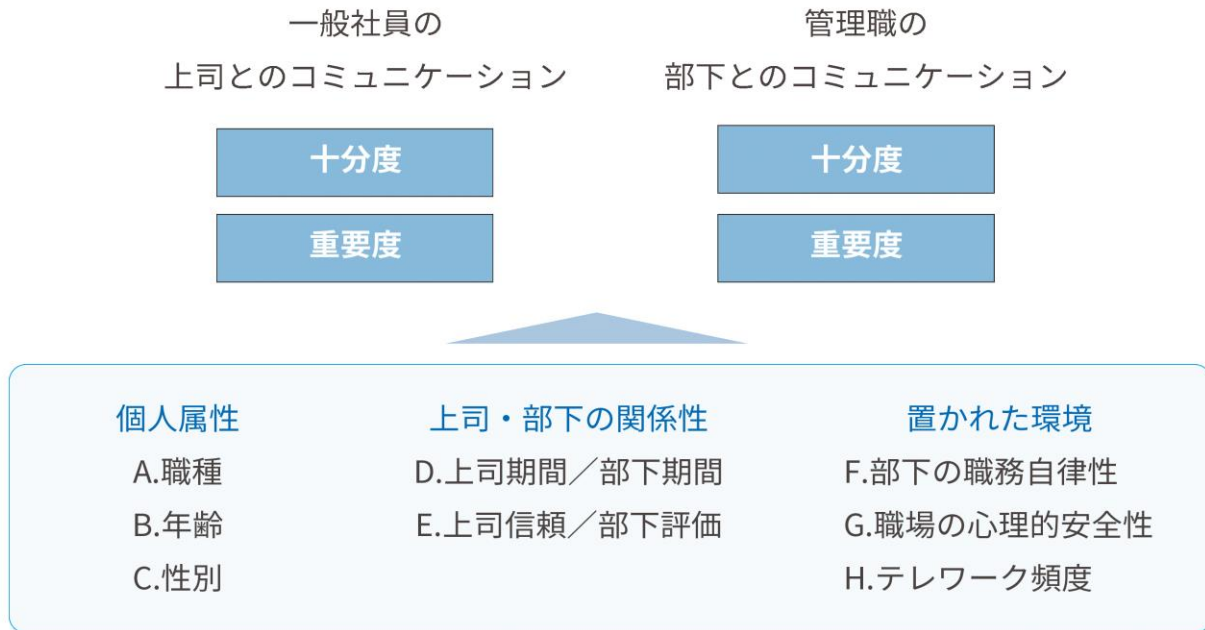 一般社員の
上司とのコミュニケーション
十分度
重要度
管理職の
部下とのコミュニケーション
十分度
重要度
個人属性
A.職種
B.年齢
C.性別
上司・部下の関係性
D.上司期間／部下期間
E.上司信頼／部下評価
置かれた環境
F.部下の職務自律性
G.職場の心理的安全性
H.テレワーク頻度